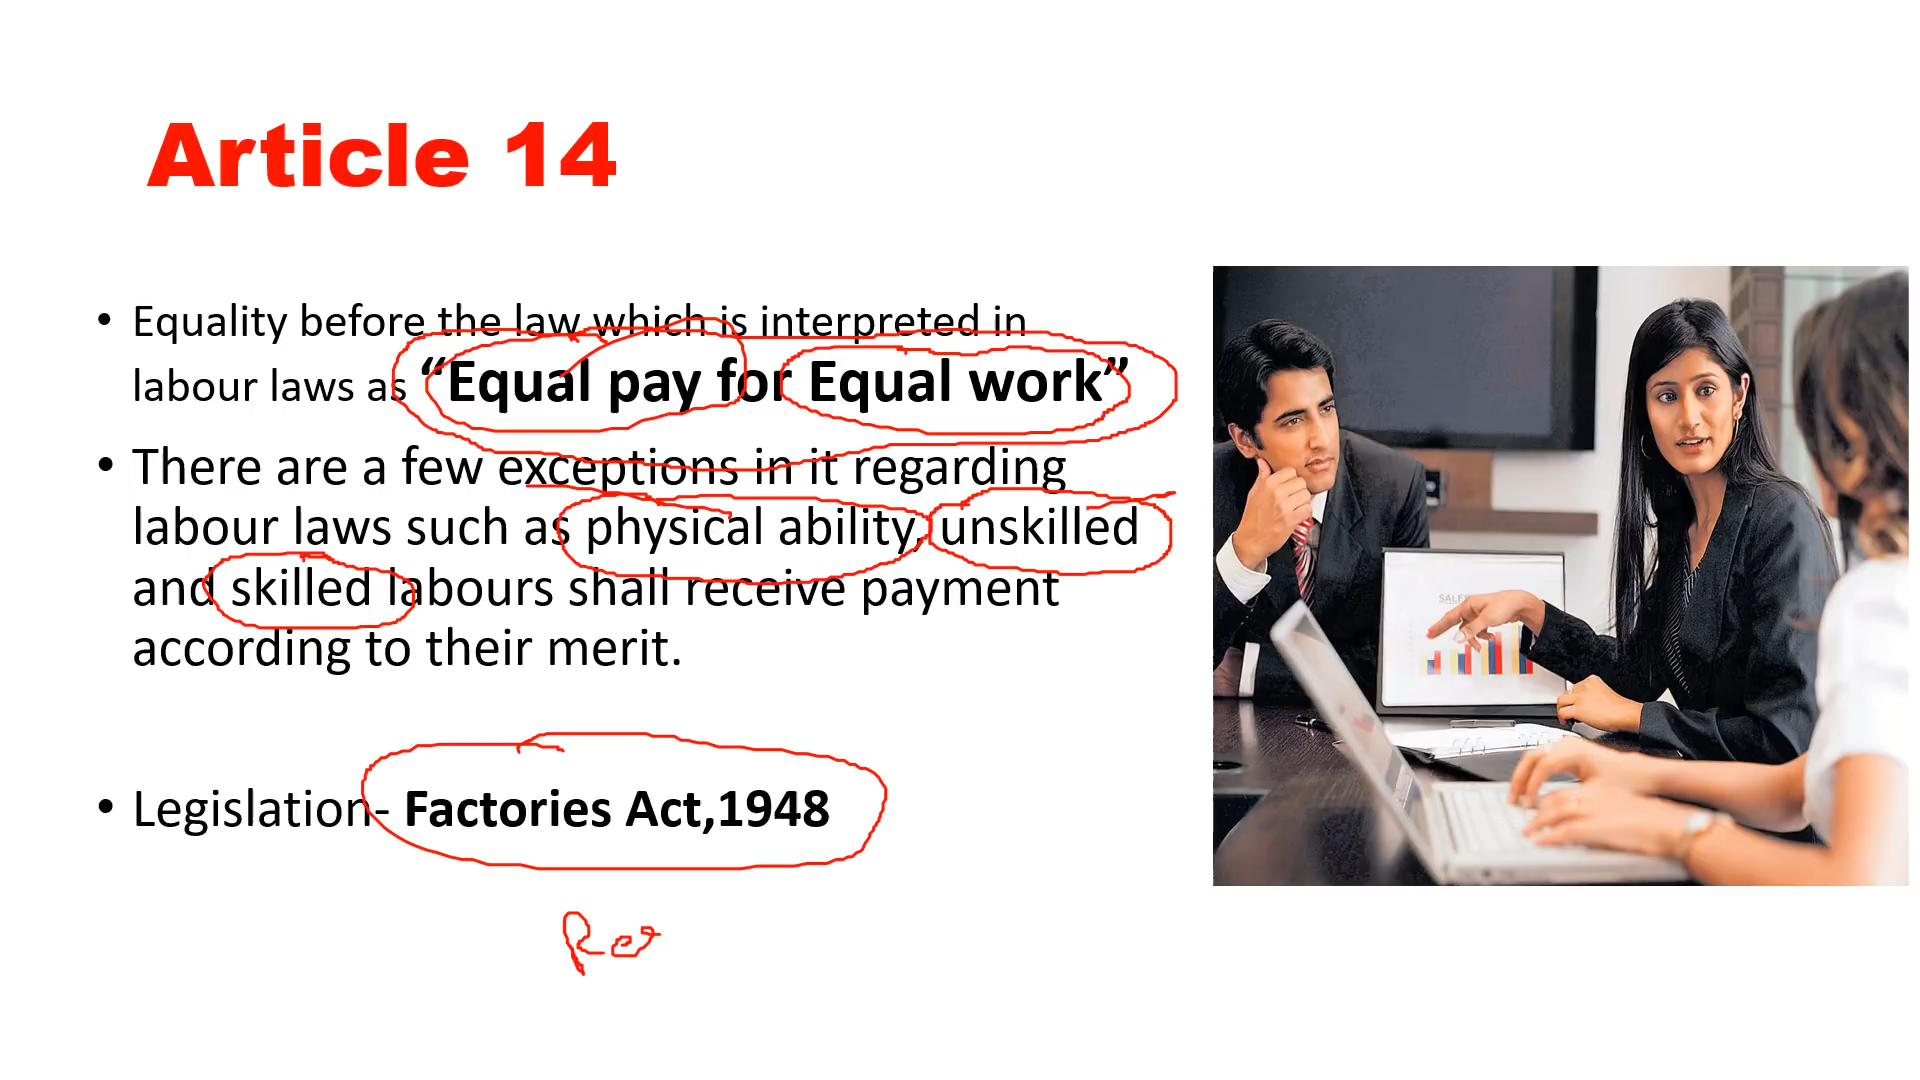 Article 14
• Equality before the law which is interpreted in
labour laws as “Equal pay for Equal work”
• There are a few exceptions in it regarding
labour laws such as physical ability, unskilled
and skilled labours shall receive payment
according to their merit.
• Legislation- Factories Act,1948
SALES